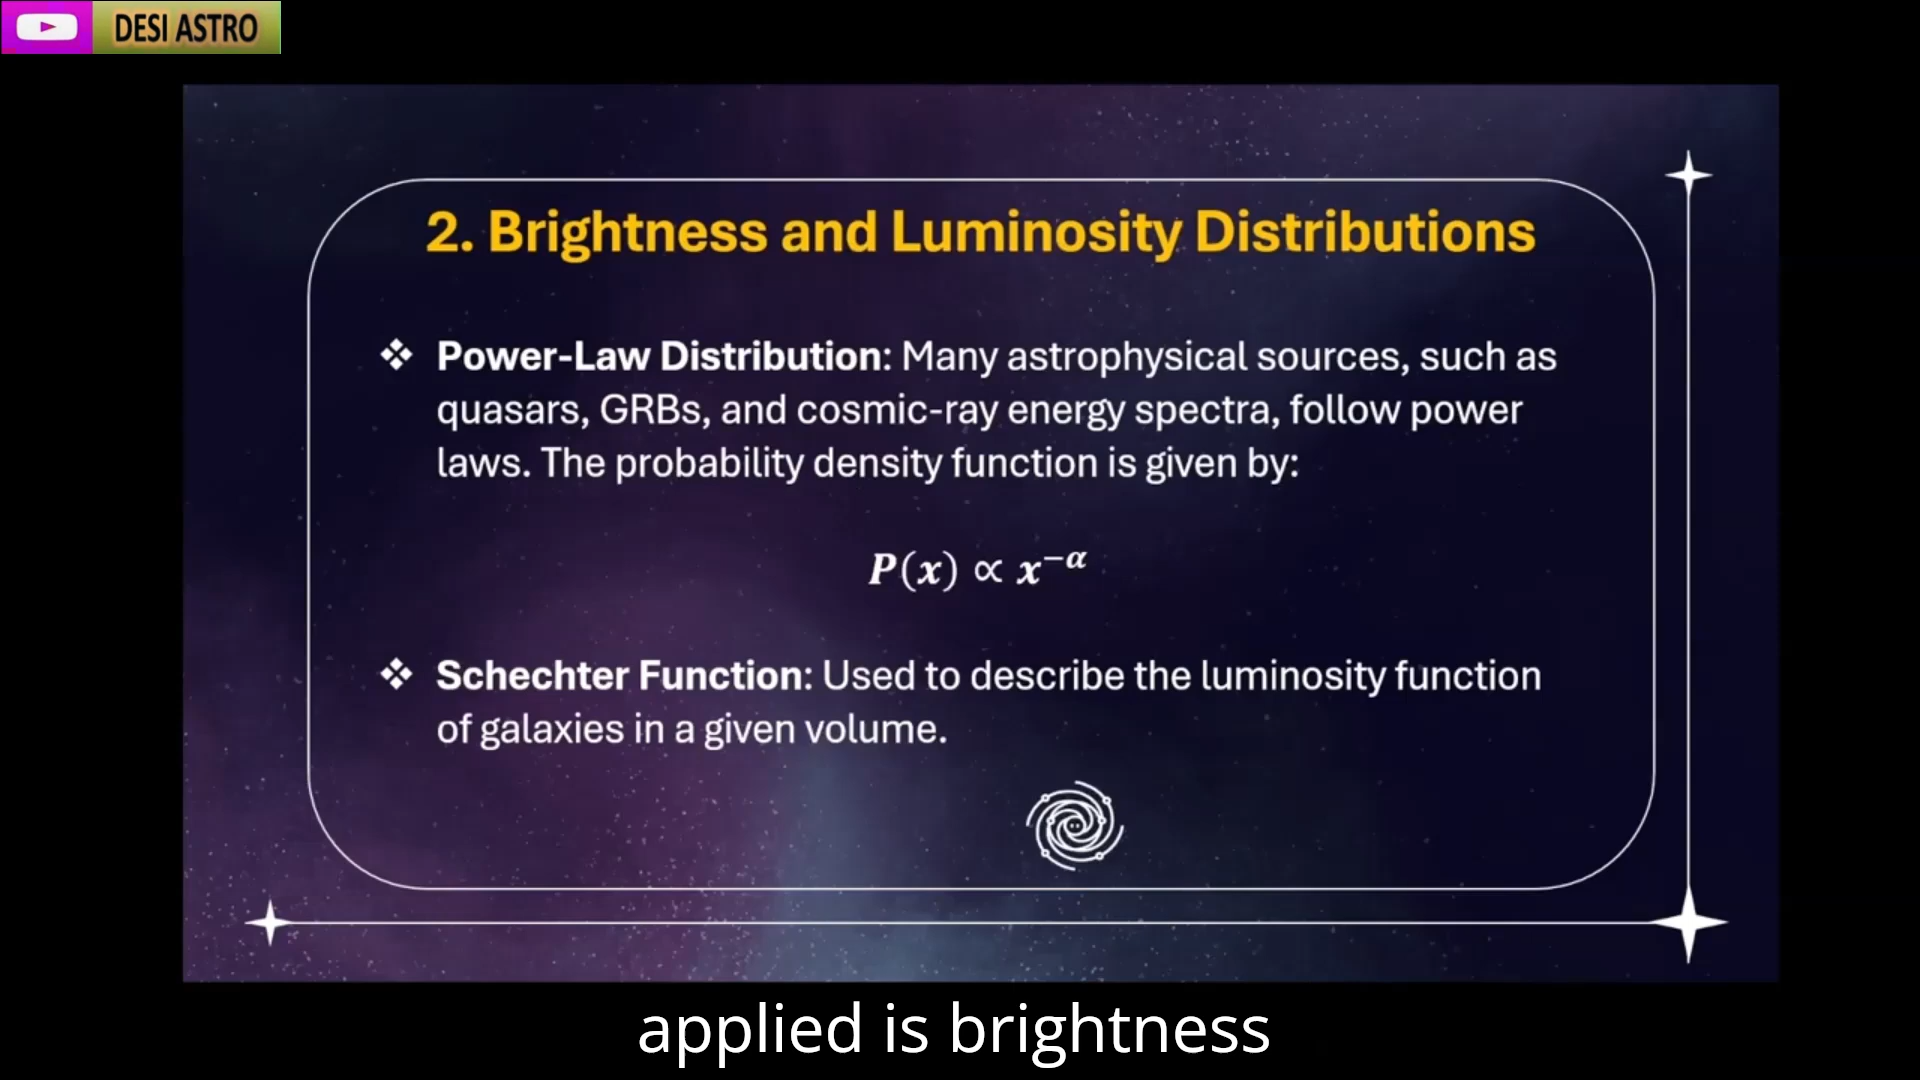 DESI ASTRO
2. Brightness and Luminosity Distributions
❖ Power-Law Distribution: Many astrophysical sources, such as
quasars, GRBs, and cosmic-ray energy spectra, follow power
laws. The probability density function is given by:
P(x) ∝ x^{−α}
❖ Schechter Function: Used to describe the luminosity function
of galaxies in a given volume.
applied is brightness